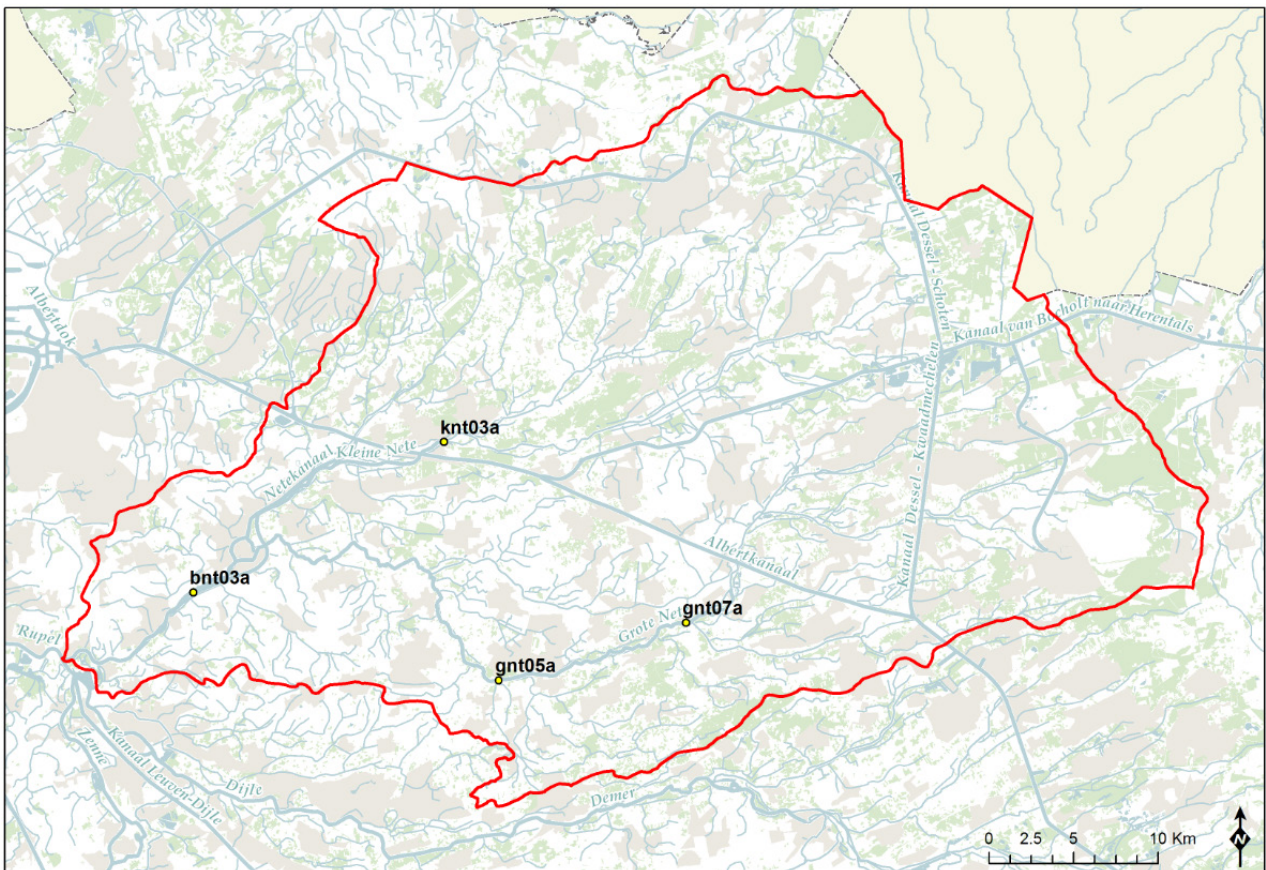 Kanaal Dessel - Schoten
Albertdok
Kanaal van Bocholt naar Herentals
knt03a
Netekanaal
Kleine Nete
Albertkanaal
Kanaal Dessel - Kwaadmechelen
bnt03a
Grote Nete
gnt07a
Rupel
gnt05a
Zenne
Kanaal Leuven-Dijle
Dijle
Demer
0 2.5 5 10 Km
N